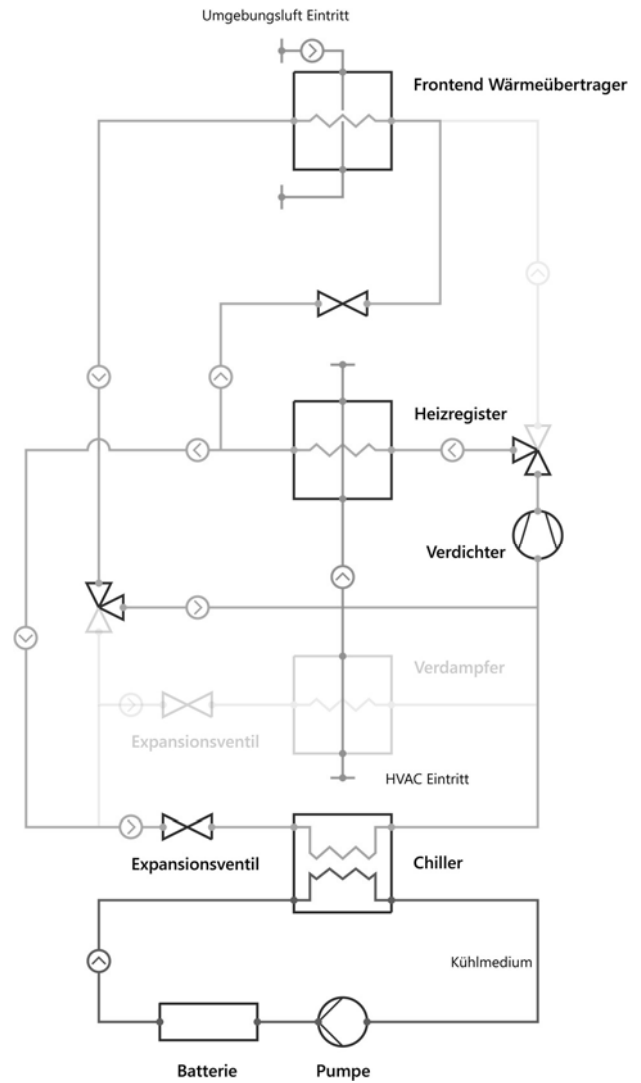 Umgebungsluft Eintritt
Frontend Wärmeübertrager
Heizregister
Verdichter
Verdampfer
Expansionsventil
HVAC Eintritt
Expansionsventil
Chiller
Kühlmedium
Batterie
Pumpe